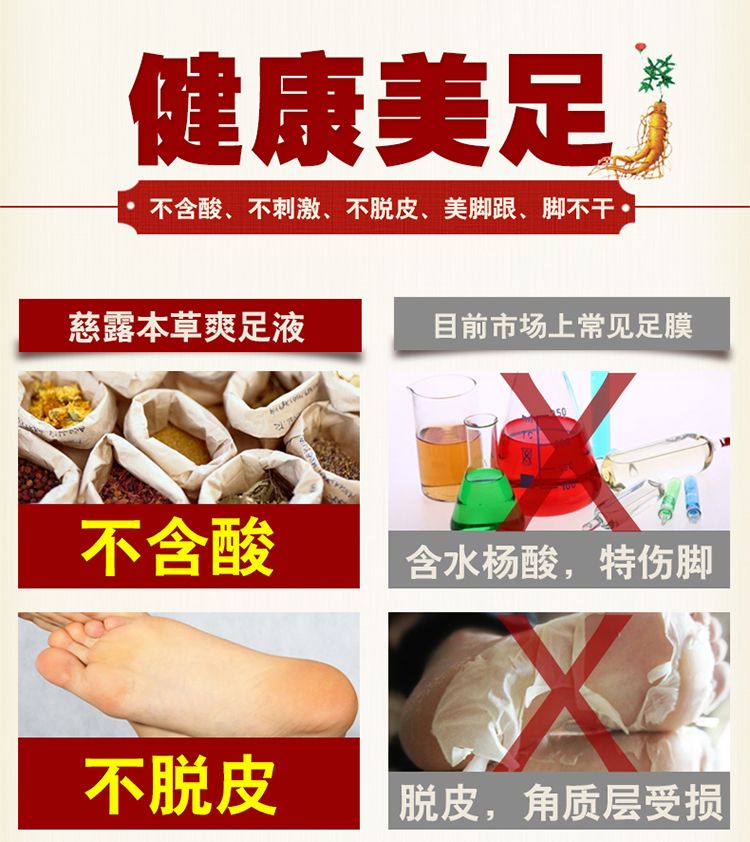 健康美足
不含酸、不刺激、不脱皮、美脚跟、脚不干
慈露本草爽足液
目前市场上常见足膜
不含酸
含水杨酸，特伤脚
不脱皮
脱皮，角质层受损